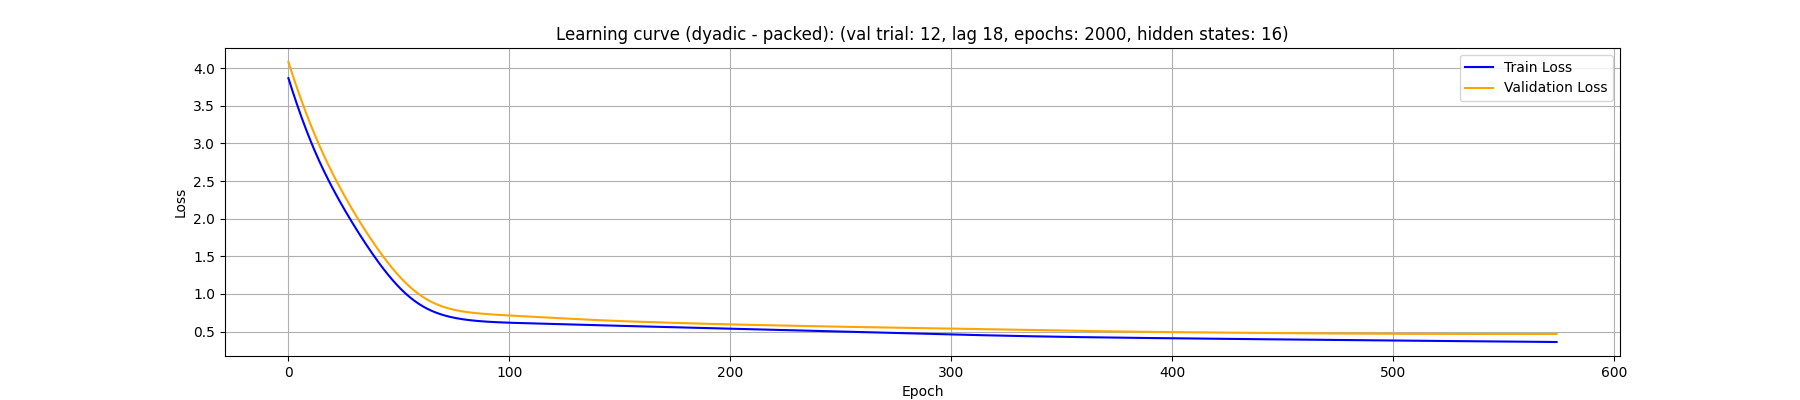 Learning curve (dyadic - packed): (val trial: 12, lag 18, epochs: 2000, hidden states: 16)
Train Loss
Validation Loss
4.0
3.5
3.0
2.5
2.0
1.5
1.0
0.5
Loss
0 100 200 300 400 500 600
Epoch